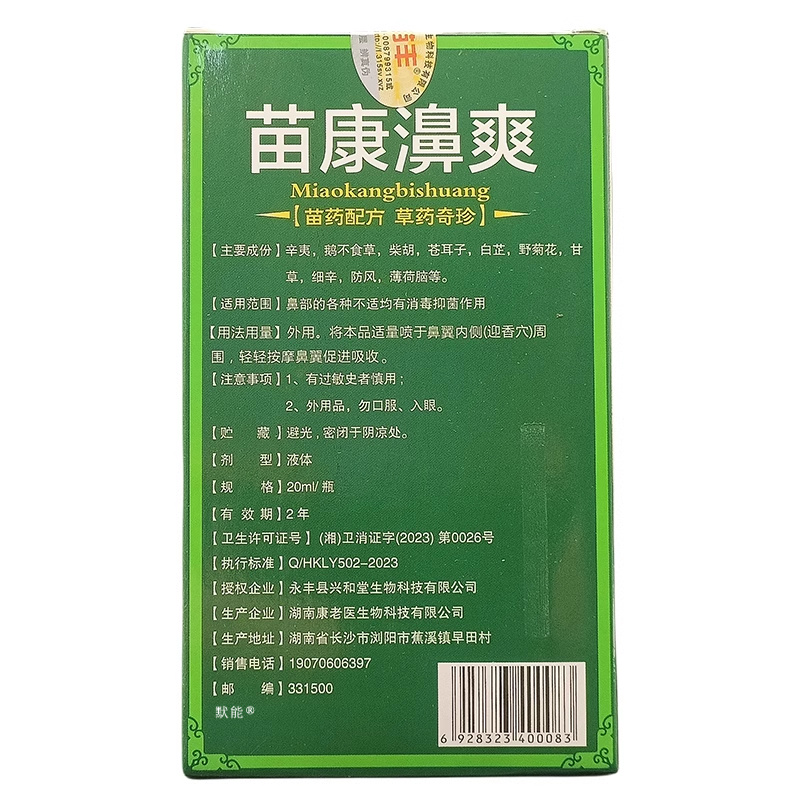 苗康濞爽
Miaokangbishuang
【苗药配方 草药奇珍】
【主要成份】辛夷，鹅不食草，柴胡，苍耳子，白芷，野菊花，甘
草，细辛，防风，薄荷脑等。
【适用范围】鼻部的各种不适均有消毒抑菌作用
【用法用量】外用。将本品适量喷于鼻翼内侧(迎香穴)周
围，轻轻按摩鼻翼促进吸收。
【注意事项】1、有过敏史者慎用；
2、外用品，勿口服、入眼。
【贮 藏】避光，密闭于阴凉处。
【剂 型】液体
【规 格】20ml/瓶
【有 效 期】2年
【卫生许可证号】(湘)卫消证字(2023) 第0026号
【执行标准】Q/HKLY502-2023
【授权企业】永丰县兴和堂生物科技有限公司
【生产企业】湖南康老医生物科技有限公司
【生产地址】湖南省长沙市浏阳市蕉溪镇早田村
【销售电话】19070606397
【邮 编】331500
默能®
6 928323 400083